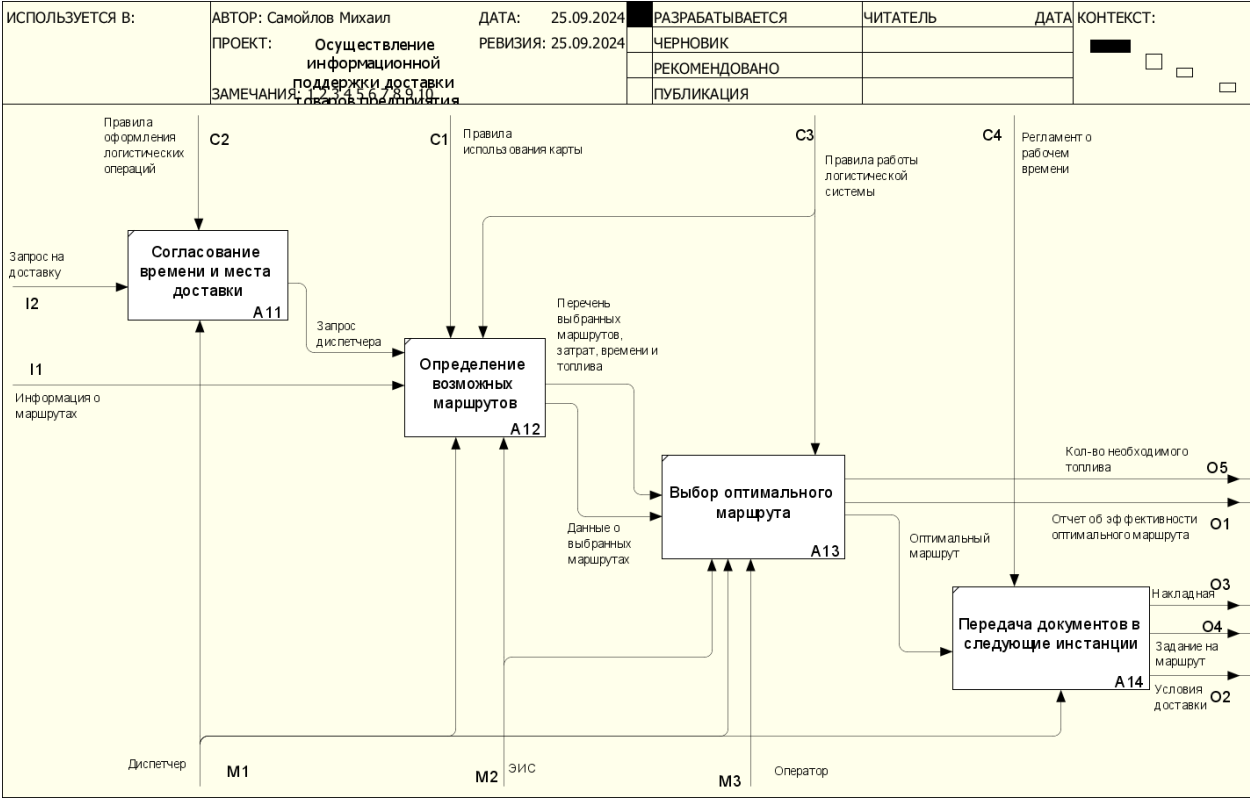 ИСПОЛЬЗУЕТСЯ В:
АВТОР: Самойлов Михаил
ДАТА: 25.09.2024
ПРОЕКТ:
Осуществление
информационной
поддержки доставки
товаров предприятия
РЕВИЗИЯ: 25.09.2024
ЗАМЕЧАНИЯ: 1 2 3 4 5 6 7 8 9 10
РАЗРАБАТЫВАЕТСЯ
ЧЕРНОВИК
РЕКОМЕНДОВАНО
ПУБЛИКАЦИЯ
ЧИТАТЕЛЬ
ДАТА
КОНТЕКСТ:
Правила
оформления
логистических
операций
C2
C1
Правила
использования карты
C3
Правила работы
логистической
системы
C4
Регламент о
рабочем
времени
Запрос на
доставку
I2
Согласование
времени и места
доставки
A11
Запрос
диспетчера
I1
Информация о
маршрутах
Определение
возможных
маршрутов
A12
Перечень
выбранных
маршрутов,
затрат, времени и
топлива
Данные о
выбранных
маршрутах
Выбор оптимального
маршрута
A13
Кол-во необходимого
топлива
O5
Отчет об эффективности
оптимального маршрута
O1
Оптимальный
маршрут
Передача документов в
следующие инстанции
A14
O3
Накладная
O4
Задание на
маршрут
Условия
доставки
O2
Диспетчер
M1
M2
ЭИС
M3
Оператор